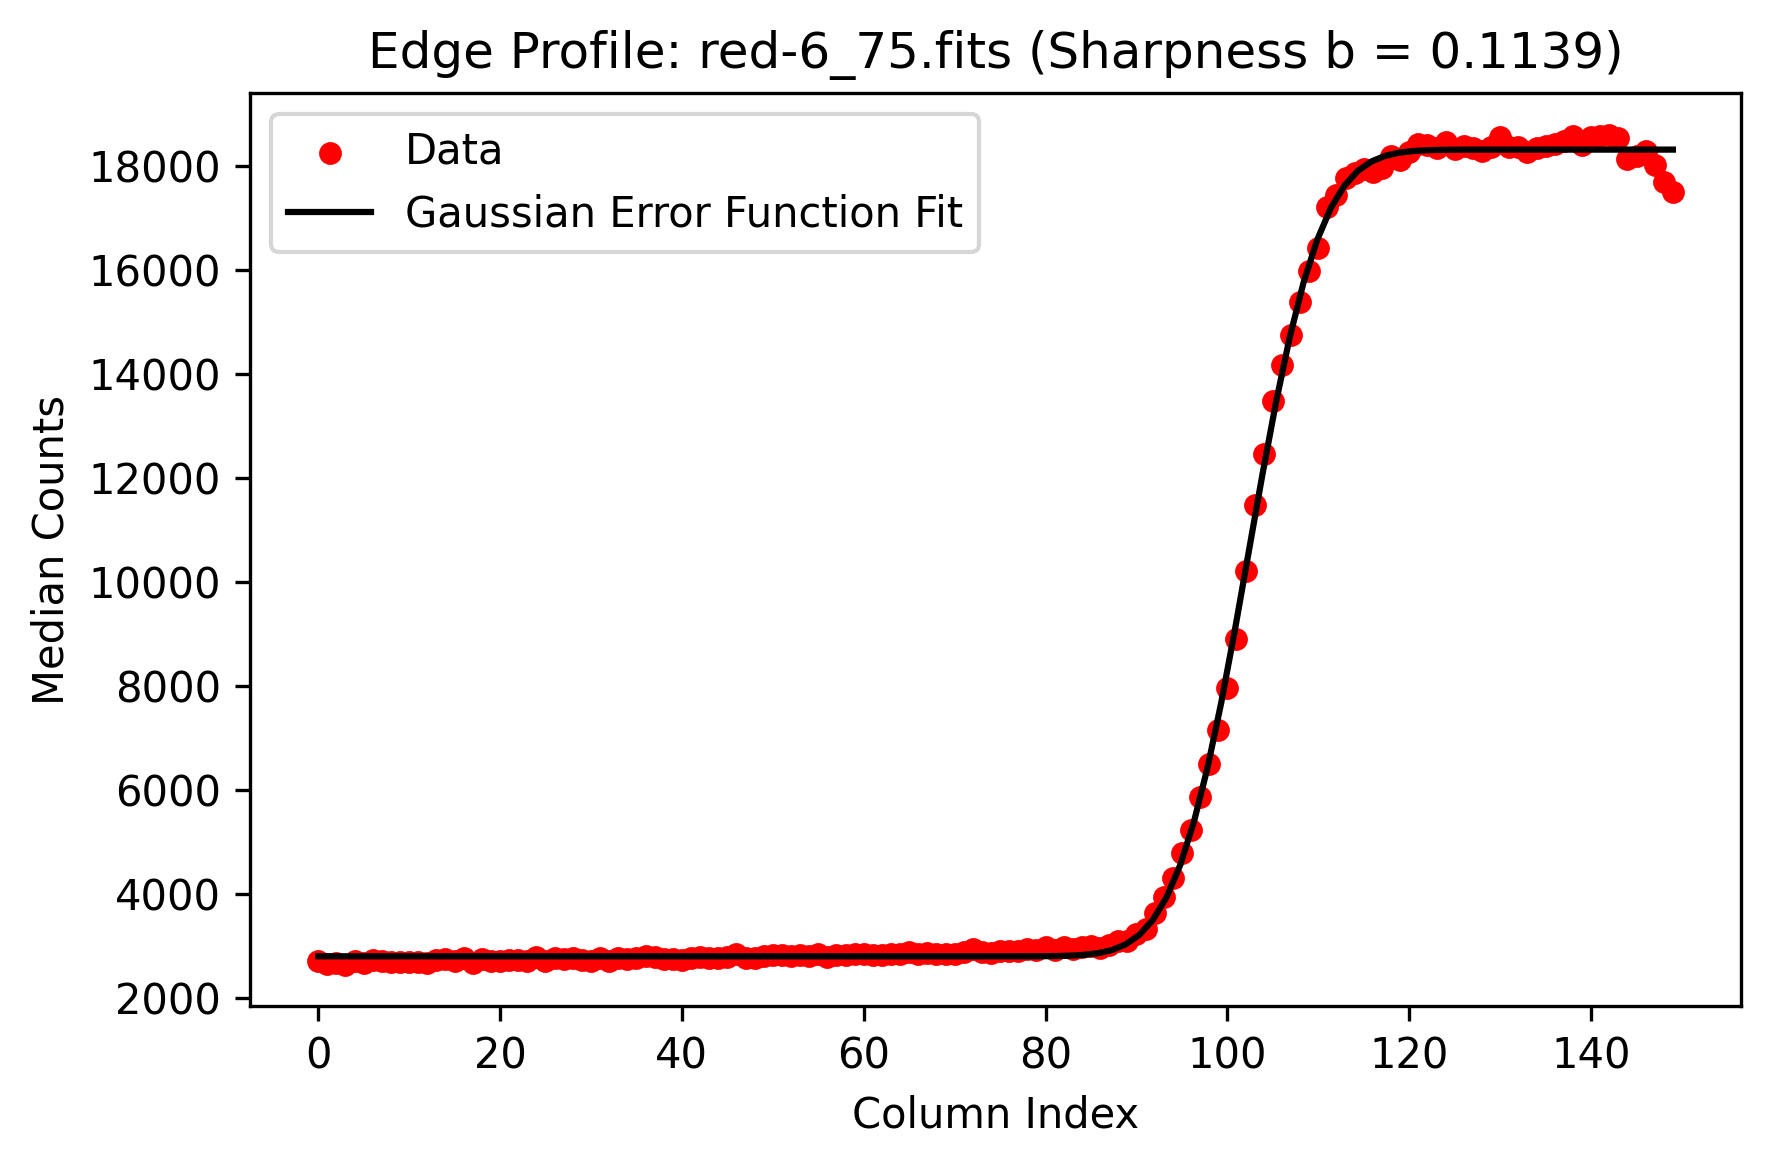 Edge Profile: red-6_75.fits (Sharpness b = 0.1139)
Data
Gaussian Error Function Fit
18000
16000
14000
12000
10000
8000
6000
4000
2000
Median Counts
0 20 40 60 80 100 120 140
Column Index